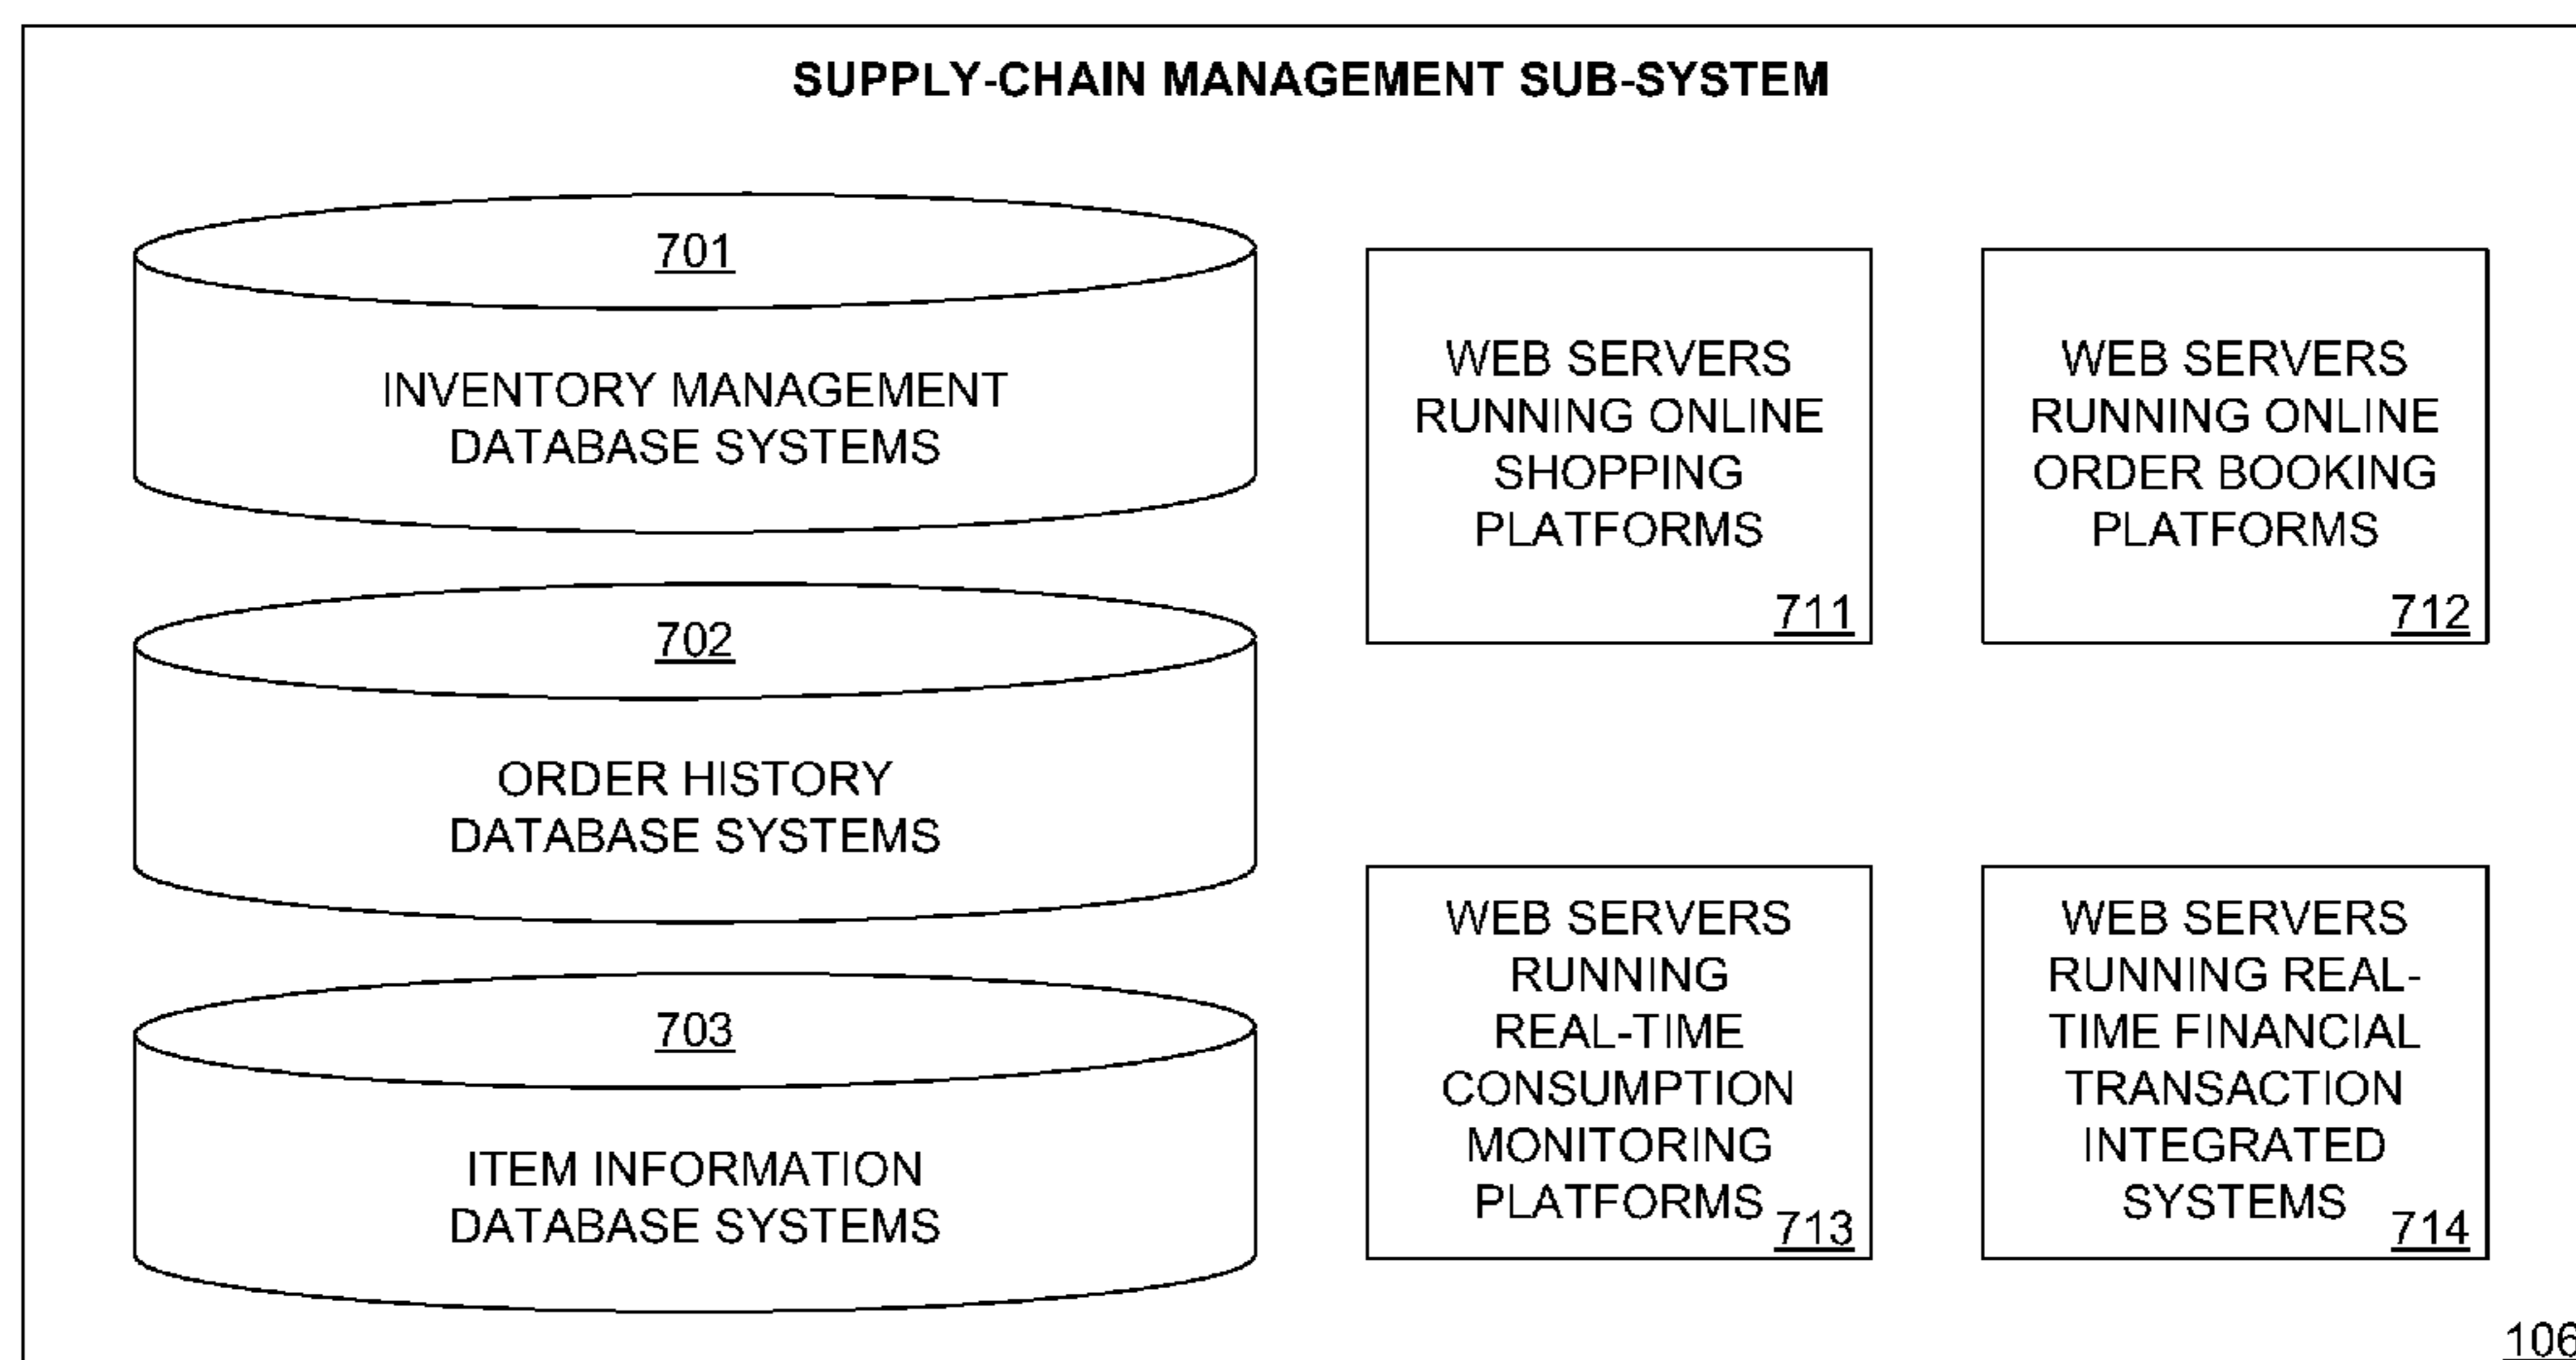 SUPPLY-CHAIN MANAGEMENT SUB-SYSTEM
701
INVENTORY MANAGEMENT
DATABASE SYSTEMS
702
ORDER HISTORY
DATABASE SYSTEMS
703
ITEM INFORMATION
DATABASE SYSTEMS
WEB SERVERS
RUNNING ONLINE
SHOPPING
PLATFORMS
711
WEB SERVERS
RUNNING ONLINE
ORDER BOOKING
PLATFORMS
712
WEB SERVERS
RUNNING
REAL-TIME
CONSUMPTION
MONITORING
PLATFORMS
713
WEB SERVERS
RUNNING REAL-
TIME FINANCIAL
TRANSACTION
INTEGRATED
SYSTEMS
714
106